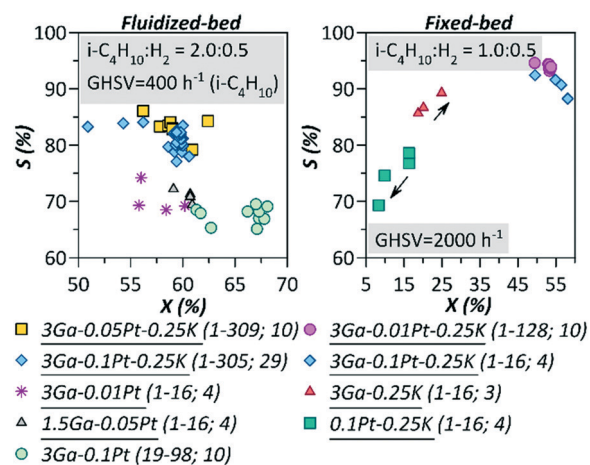 Fluidized-bed
Fixed-bed
100
90
80
70
60
S (%)
i-C4H10:H2 = 2.0:0.5
GHSV=400 h-1 (i-C4H10)
50 55 60 65 70
X (%)
100
90
80
70
60
S (%)
i-C4H10:H2 = 1.0:0.5
GHSV=2000 h-1
5 15 25 35 45 55
X (%)
3Ga-0.05Pt-0.25K (1-309; 10)
3Ga-0.1Pt-0.25K (1-305; 29)
3Ga-0.01Pt (1-16; 4)
1.5Ga-0.05Pt (1-16; 4)
3Ga-0.1Pt (19-98; 10)
3Ga-0.01Pt-0.25K (1-128; 10)
3Ga-0.1Pt-0.25K (1-16; 4)
3Ga-0.25K (1-16; 3)
0.1Pt-0.25K (1-16; 4)